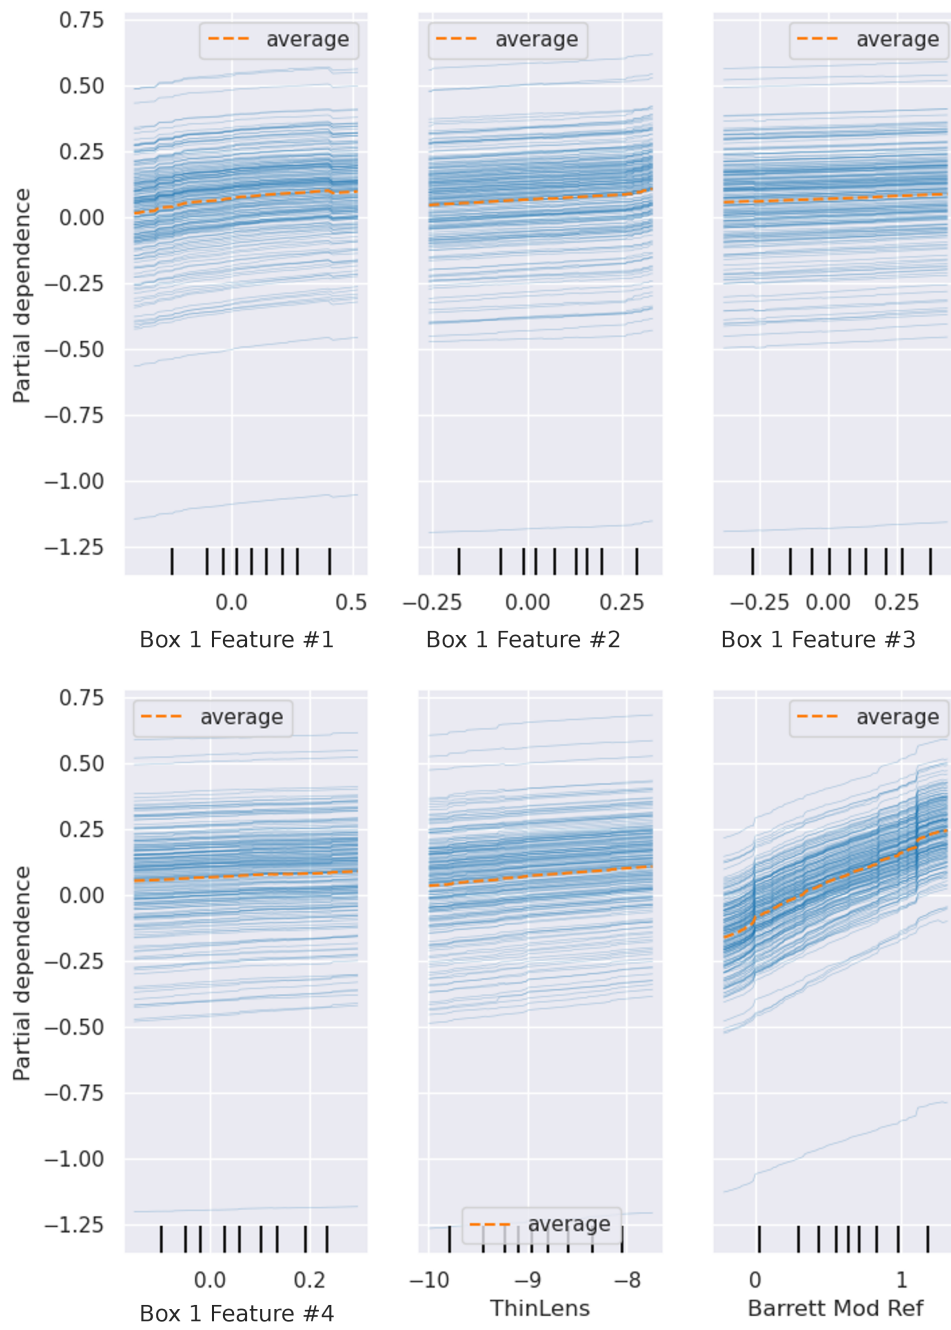 0.75
0.50
0.25
0.00
−0.25
−0.50
−0.75
−1.00
−1.25
Partial dependence
average
average
average
0.0 0.5
−0.25 0.00 0.25
−0.25 0.00 0.25
Box 1 Feature #1
Box 1 Feature #2
Box 1 Feature #3
0.75
0.50
0.25
0.00
−0.25
−0.50
−0.75
−1.00
−1.25
Partial dependence
average
average
average
0.0 0.2
−10 −9 −8
0 1
Box 1 Feature #4
ThinLens
Barrett Mod Ref